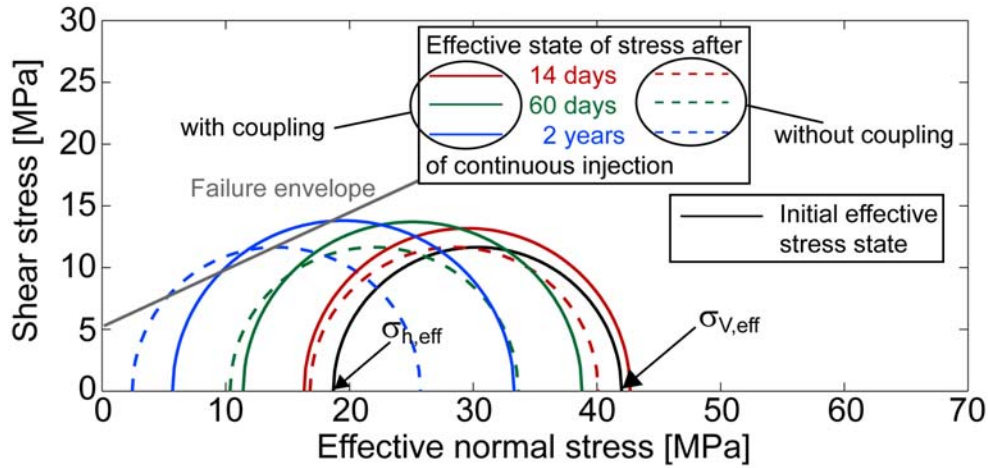 30
25
20
15
10
5
0
Shear stress [MPa]
Effective state of stress after
14 days
60 days
2 years
of continuous injection
with coupling
without coupling
Failure envelope
Initial effective
stress state
σh,eff
σV,eff
0 10 20 30 40 50 60 70
Effective normal stress [MPa]